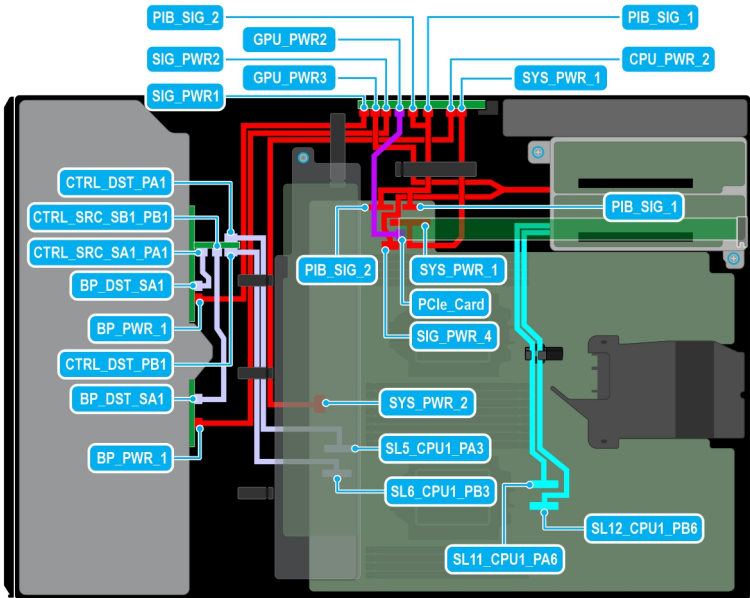 PIB_SIG_2
PIB_SIG_1
GPU_PWR2
SIG_PWR2
CPU_PWR_2
GPU_PWR3
SYS_PWR_1
SIG_PWR1
CTRL_DST_PA1
CTRL_SRC_SB1_PB1
PIB_SIG_1
CTRL_SRC_SA1_PA1
PIB_SIG_2
SYS_PWR_1
BP_DST_SA1
PCIe_Card
BP_PWR_1
SIG_PWR_4
CTRL_DST_PB1
BP_DST_SA1
SYS_PWR_2
BP_PWR_1
SL5_CPU1_PA3
SL6_CPU1_PB3
SL12_CPU1_PB6
SL11_CPU1_PA6